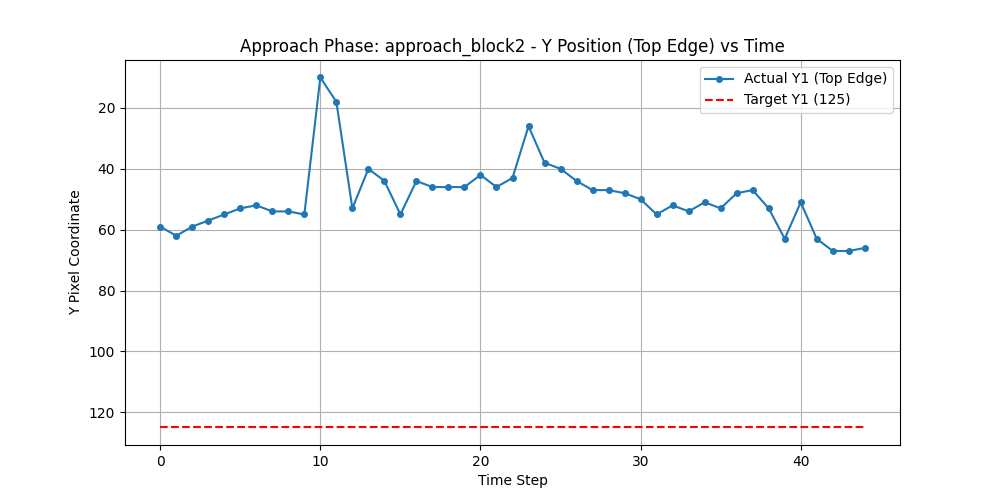 Approach Phase: approach_block2 - Y Position (Top Edge) vs Time
Actual Y1 (Top Edge)
Target Y1 (125)
Y Pixel Coordinate
20
40
60
80
100
120
0 10 20 30 40
Time Step